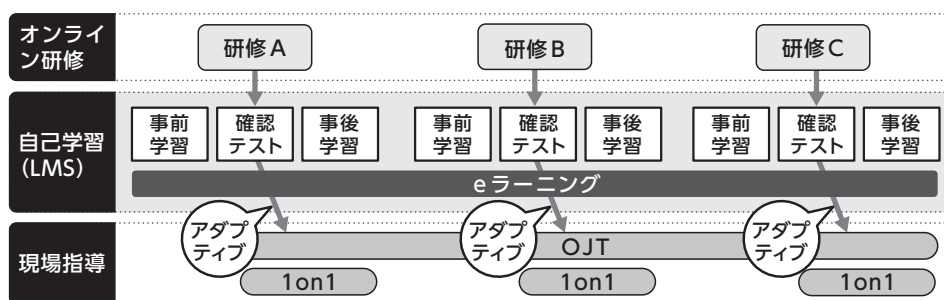 オンライ
ン研修
研修A
研修B
研修C
自己学習
(LMS)
事前
学習
確認
テスト
事後
学習
事前
学習
確認
テスト
事後
学習
事前
学習
確認
テスト
事後
学習
eラーニング
アダプ
ティブ
アダプ
ティブ
アダプ
ティブ
現場指導
OJT
1on1
1on1
1on1